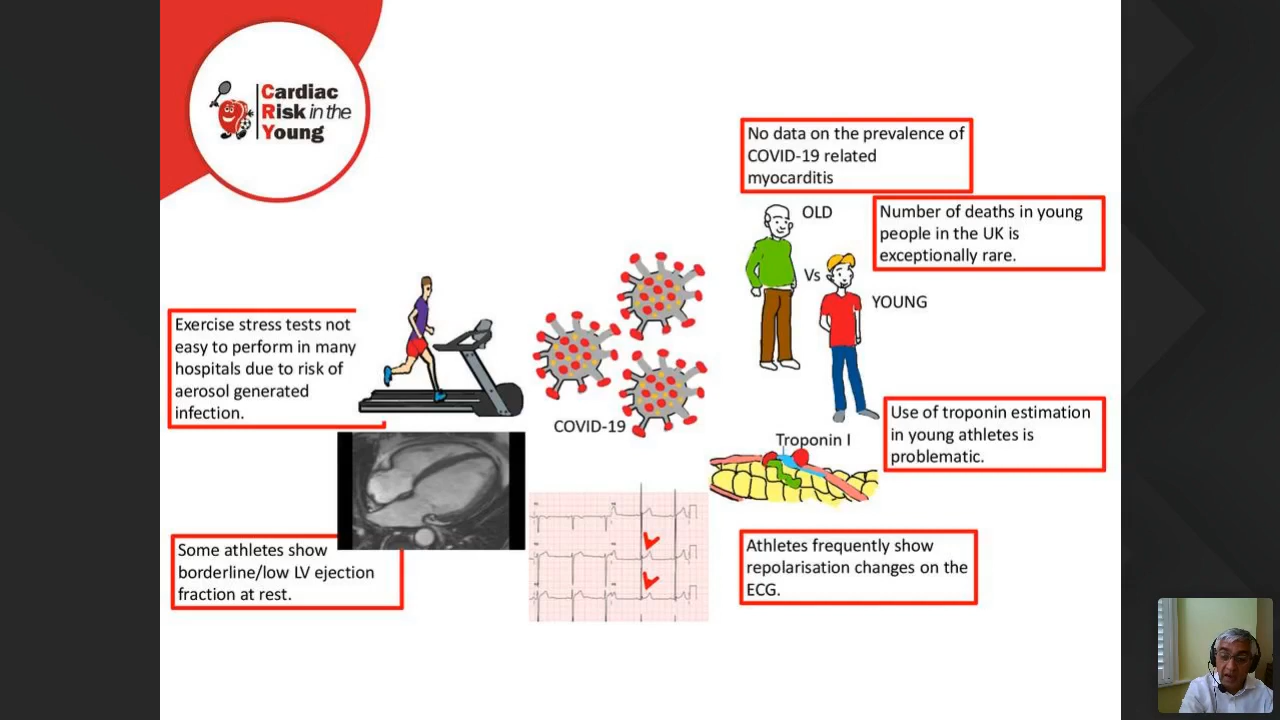 Cardiac
Risk in the
Young
No data on the prevalence of
COVID-19 related
myocarditis
OLD
Number of deaths in young
people in the UK is
exceptionally rare.
Vs
YOUNG
Exercise stress tests not
easy to perform in many
hospitals due to risk of
aerosol generated
infection.
COVID-19
Use of troponin estimation
in young athletes is
problematic.
Troponin I
Some athletes show
borderline/low LV ejection
fraction at rest.
Athletes frequently show
repolarisation changes on the
ECG.